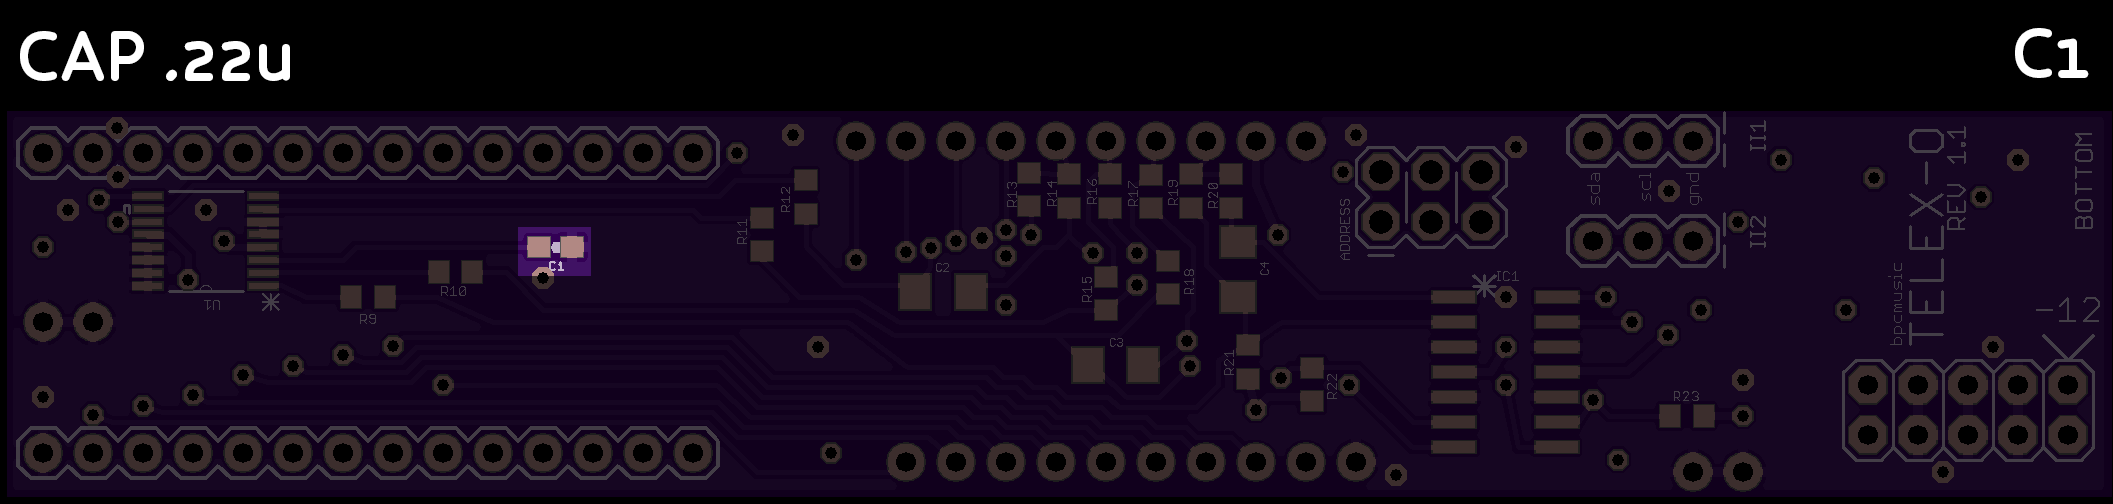 CAP .22u
C1
II1
R12
R13
R14
R16
R17
R19
R20
sda
scl
gnd
TELEX-O
REV 1.1
BOTTOM
R11
ADDRESS
II2
C1
C2
C4
R10
R15
R18
IC1
U1
R9
bpcmusic
-12
C3
R21
R22
R23